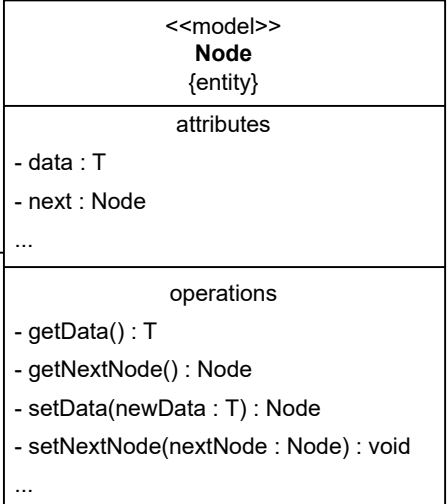 <<model>>
Node
{entity}
attributes
- data : T
- next : Node
...
operations
- getData() : T
- getNextNode() : Node
- setData(newData : T) : Node
- setNextNode(nextNode : Node) : void
...